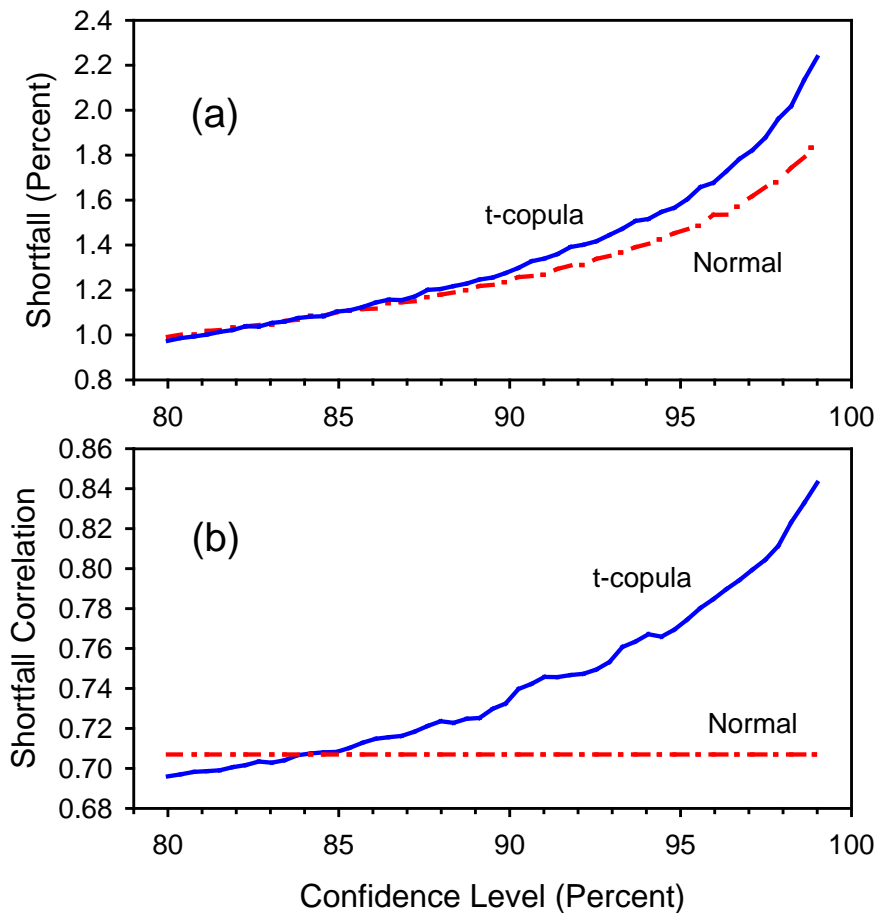 2.4
2.2
2.0
1.8
1.6
1.4
1.2
1.0
0.8
Shortfall (Percent)
(a)
t-copula
Normal
80 85 90 95 100
0.86
0.84
0.82
0.80
0.78
0.76
0.74
0.72
0.70
0.68
Shortfall Correlation
(b)
t-copula
Normal
80 85 90 95 100
Confidence Level (Percent)